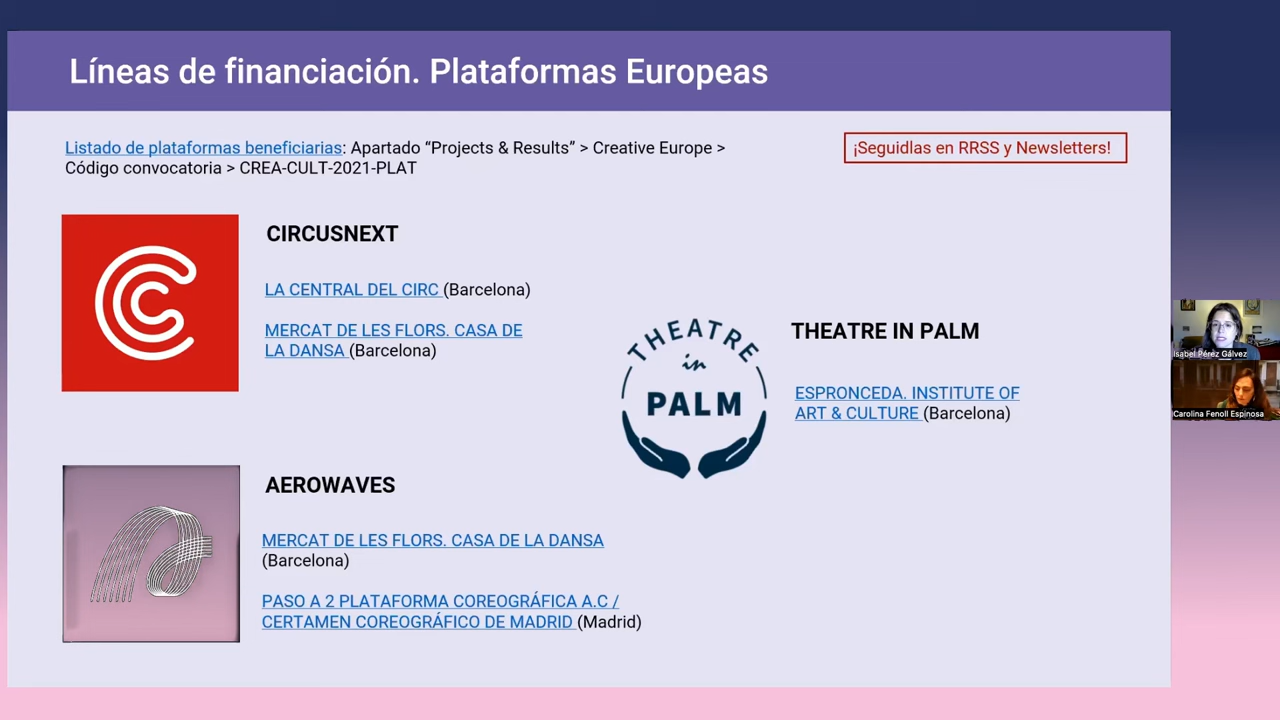 Líneas de financiación. Plataformas Europeas
Listado de plataformas beneficiarias: Apartado “Projects & Results” > Creative Europe >
Código convocatoria > CREA-CULT-2021-PLAT
¡Seguidlas en RRSS y Newsletters!
CIRCUSNEXT
LA CENTRAL DEL CIRC (Barcelona)
MERCAT DE LES FLORS. CASA DE
LA DANSA (Barcelona)
THEATRE
in
PALM
THEATRE IN PALM
ESPRONCEDA. INSTITUTE OF
ART & CULTURE (Barcelona)
AEROWAVES
MERCAT DE LES FLORS. CASA DE LA DANSA
(Barcelona)
PASO A 2 PLATAFORMA COREOGRÁFICA A.C /
CERTAMEN COREOGRÁFICO DE MADRID (Madrid)
Isabel Pérez Gálvez
Carolina Fenoll Espinosa